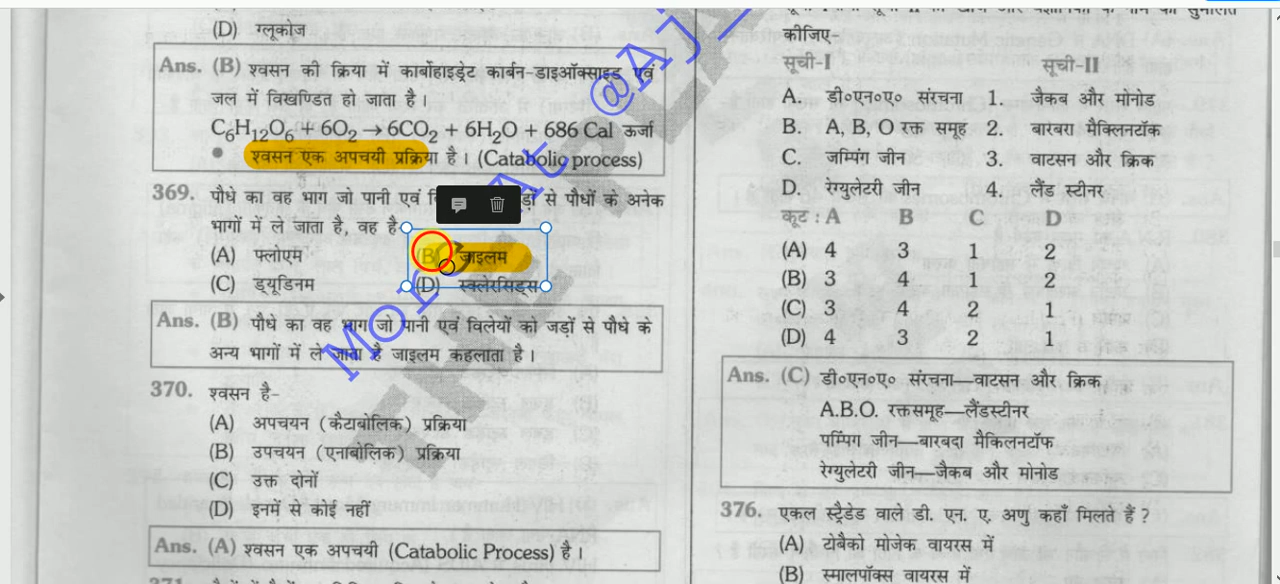 (D) ग्लूकोज
Ans. (B) श्वसन की क्रिया में कार्बोहाइड्रेट कार्बन-डाइऑक्साइड एवं
जल में विखण्डित हो जाता है।
C₆H₁₂O₆ + 6O₂ → 6CO₂ + 6H₂O + 686 Cal ऊर्जा
● श्वसन एक अपचयी प्रक्रिया है। (Catabolic process)
369. पौधे का वह भाग जो पानी एवं ड़ों से पौधों के अनेक
भागों में ले जाता है, वह है-
(A) फ्लोएम (B) ज़ाइलम
(C) ड्यूडिनम (D) स्क्लेरसिड्स
Ans. (B) पौधे का वह भाग जो पानी एवं विलेयों को जड़ों से पौधे के
अन्य भागों में ले जाता है जाइलम कहलाता है।
370. श्वसन है-
(A) अपचयन (कैटाबोलिक) प्रक्रिया
(B) उपचयन (एनाबोलिक) प्रक्रिया
(C) उक्त दोनों
(D) इनमें से कोई नहीं
Ans. (A) श्वसन एक अपचयी (Catabolic Process) है।
कीजिए-
सूची-I सूची-II
A. डी०एन०ए० संरचना 1. जैकब और मोनोड
B. A, B, O रक्त समूह 2. बारबरा मैक्लिनटॉक
C. जम्पिंग जीन 3. वाटसन और क्रिक
D. रेग्युलेटरी जीन 4. लैंड स्टीनर
कूट : A B C D
(A) 4 3 1 2
(B) 3 4 1 2
(C) 3 4 2 1
(D) 4 3 2 1
Ans. (C) डी०एन०ए० संरचना—वाटसन और क्रिक
A.B.O. रक्तसमूह—लैंडस्टीनर
पम्पिंग जीन—बारबदा मैकिलनटॉफ
रेग्युलेटरी जीन—जैकब और मोनोड
376. एकल स्ट्रैडेड वाले डी. एन. ए. अणु कहाँ मिलते हैं ?
(A) टोबैको मोजेक वायरस में
(B) स्मालपॉक्स वायरस में